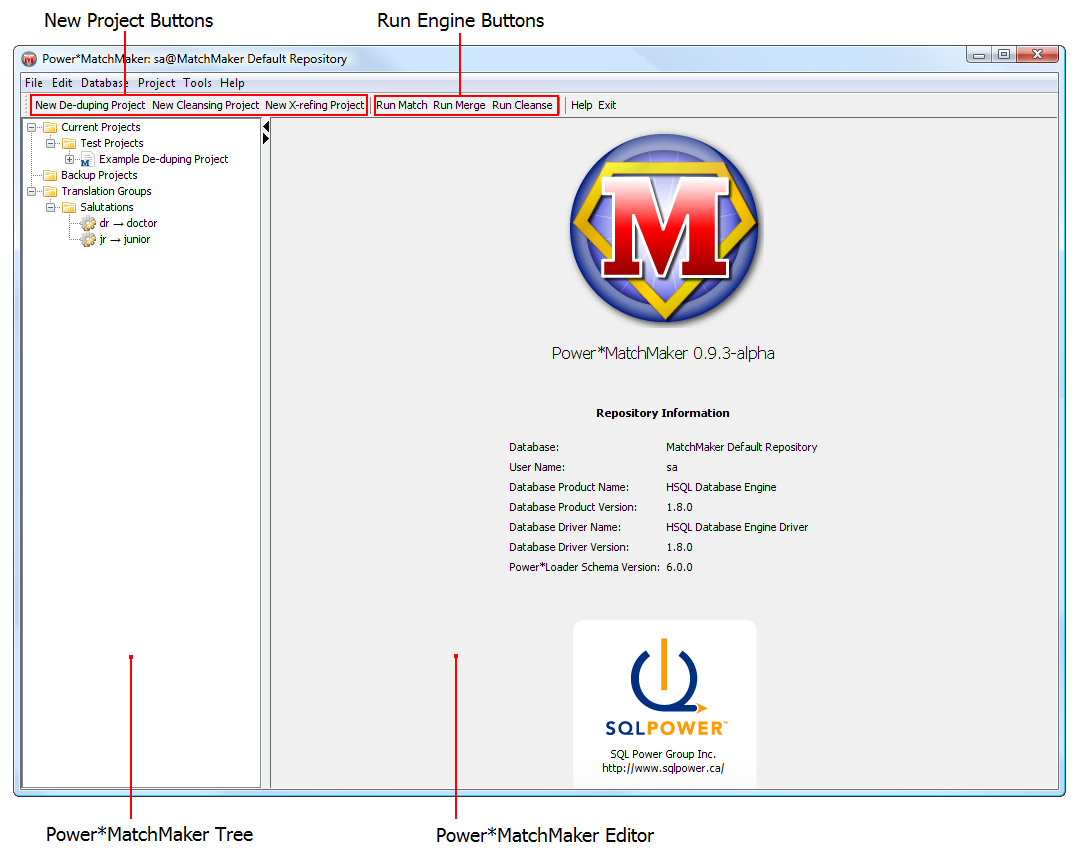 New Project Buttons
Run Engine Buttons
Power*MatchMaker: sa@MatchMaker Default Repository
File Edit Database Project Tools Help
New De-duping Project New Cleansing Project New X-refing Project Run Match Run Merge Run Cleanse Help Exit
Current Projects
Test Projects
M Example De-duping Project
Backup Projects
Translation Groups
Salutations
dr → doctor
jr → junior
M
Power*MatchMaker 0.9.3-alpha
Repository Information
Database: MatchMaker Default Repository
User Name: sa
Database Product Name: HSQL Database Engine
Database Product Version: 1.8.0
Database Driver Name: HSQL Database Engine Driver
Database Driver Version: 1.8.0
Power*Loader Schema Version: 6.0.0
SQLPOWER™
SQL Power Group Inc.
http://www.sqlpower.ca/
Power*MatchMaker Tree
Power*MatchMaker Editor